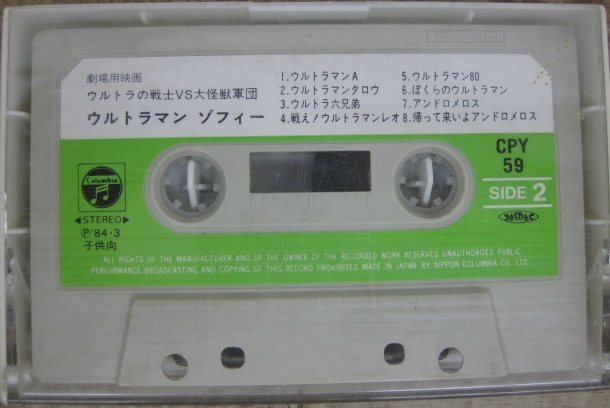 劇場用映画
ウルトラの戦士VS大怪獣軍団
ウルトラマン ゾフィー
1.ウルトラマンA
2.ウルトラマンタロウ
3.ウルトラ六兄弟
4.戦え!ウルトラマンレオ
5.ウルトラマン80
6.ぼくらのウルトラマン
7.アンドロメロス
8.帰って来いよアンドロメロス
Columbia
◀STEREO▶
Ⓟ'84・3
子供向
CPY
59
SIDE 2
100 50
ALL RIGHTS OF THE MANUFACTURER AND OF THE OWNER OF THE RECORDED WORK RESERVED UNAUTHORIZED PUBLIC
PERFORMANCE BROADCASTING AND COPYING OF THIS RECORD PROHIBITED MADE IN JAPAN BY NIPPON COLUMBIA CO. LTD.